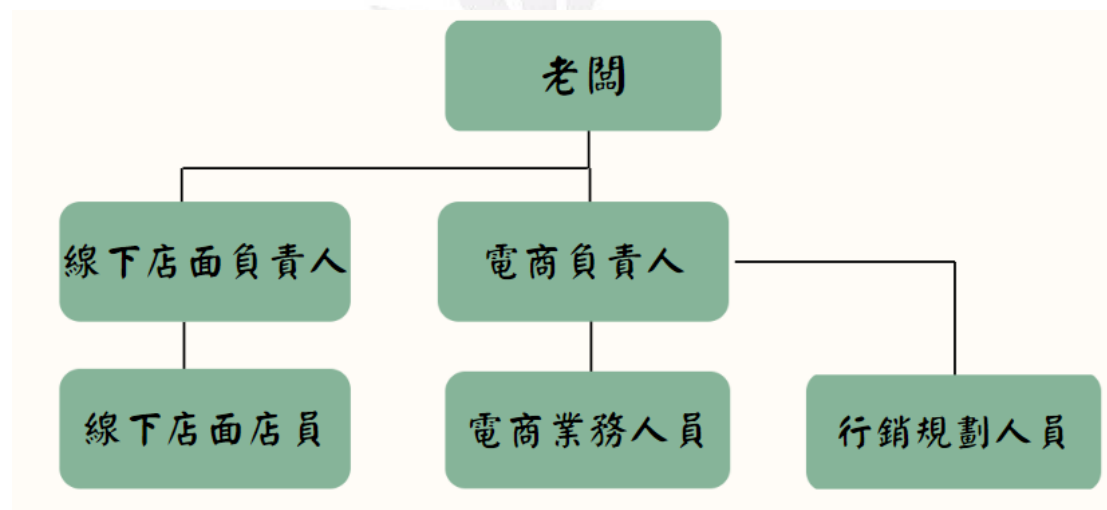 老闆
線下店面負責人
電商負責人
線下店面店員
電商業務人員
行銷規劃人員